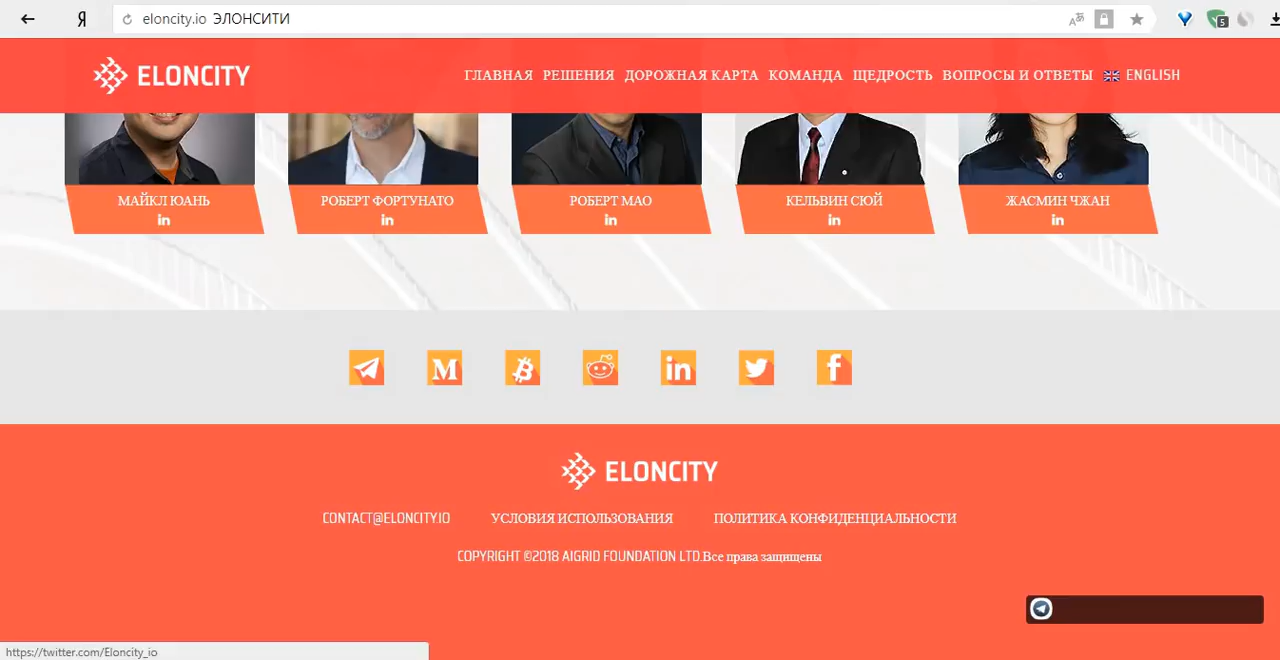 Я eloncity.io ЭЛОНСИТИ
5
ELONCITY ГЛАВНАЯ РЕШЕНИЯ ДОРОЖНАЯ КАРТА КОМАНДА ЩЕДРОСТЬ ВОПРОСЫ И ОТВЕТЫ ENGLISH
МАЙКЛ ЮАНЬ РОБЕРТ ФОРТУНАТО РОБЕРТ МАО КЕЛЬВИН СЮЙ ЖАСМИН ЧЖАН
in in in in in
M in f
ELONCITY
CONTACT@ELONCITY.IO УСЛОВИЯ ИСПОЛЬЗОВАНИЯ ПОЛИТИКА КОНФИДЕНЦИАЛЬНОСТИ
COPYRIGHT ©2018 AIGRID FOUNDATION LTD.Все права защищены
https://twitter.com/Eloncity_io